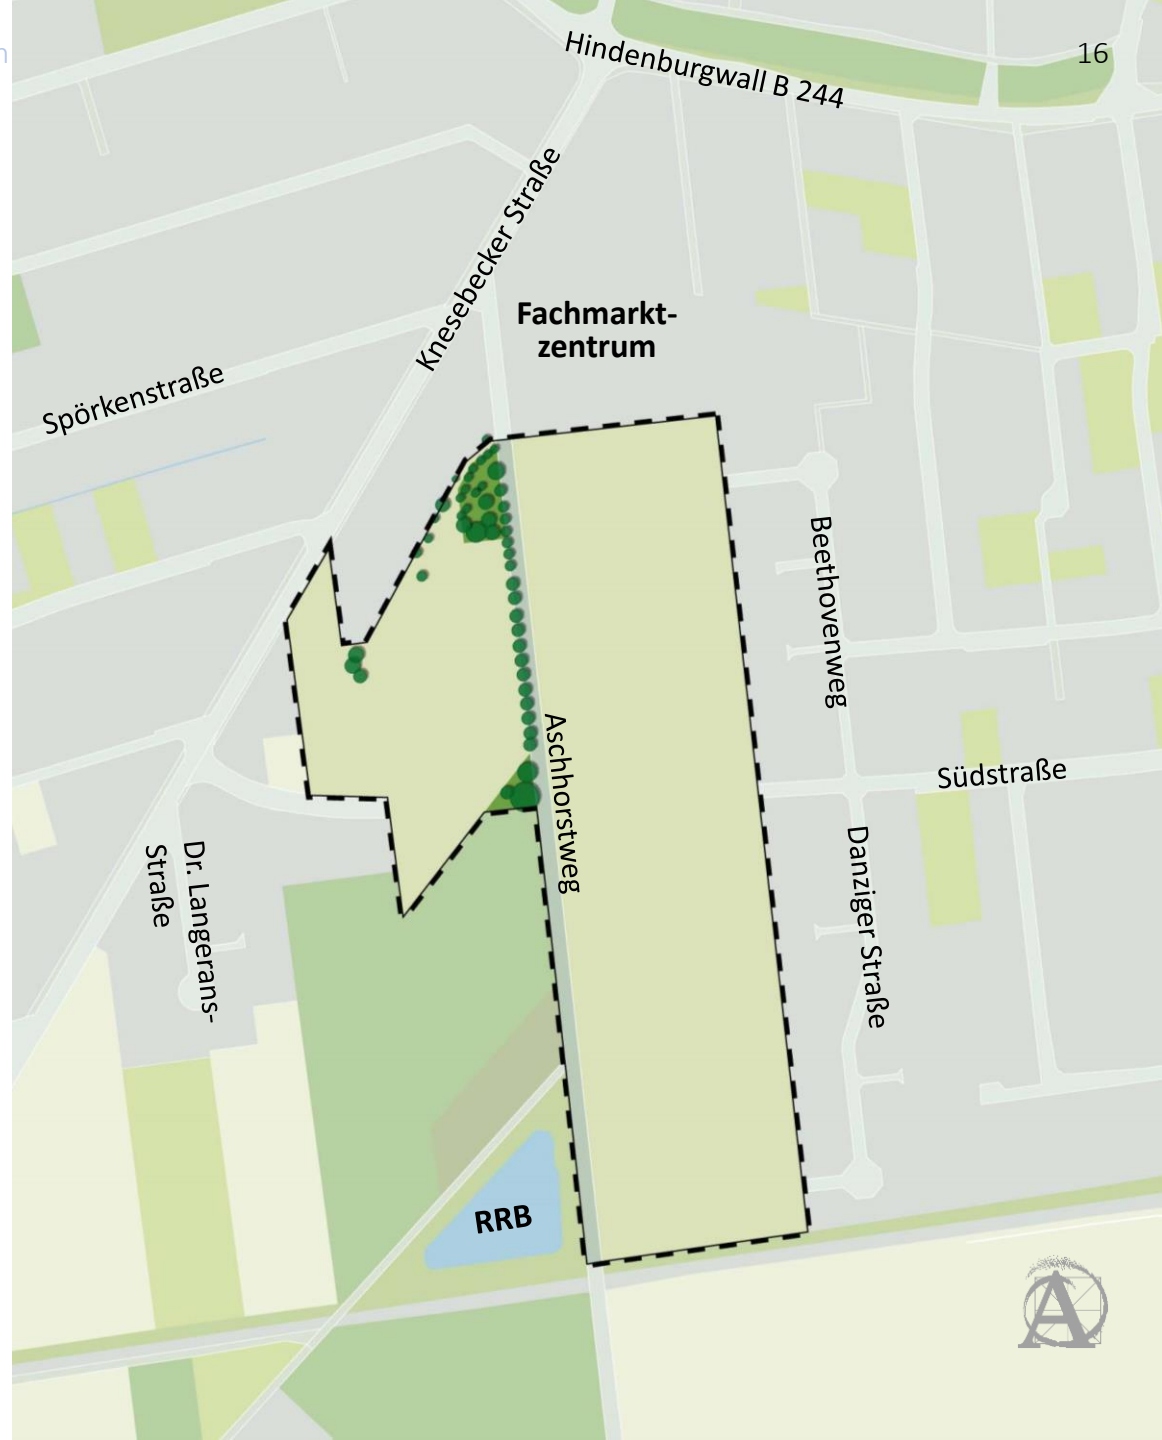 Hindenburgwall B 244
16
n
Knesebecker Straße
Fachmarkt-
zentrum
Spörkenstraße
Beethovenweg
Aschhorstweg
Südstraße
Dr. Langerans-
Straße
Danziger Straße
RRB
A